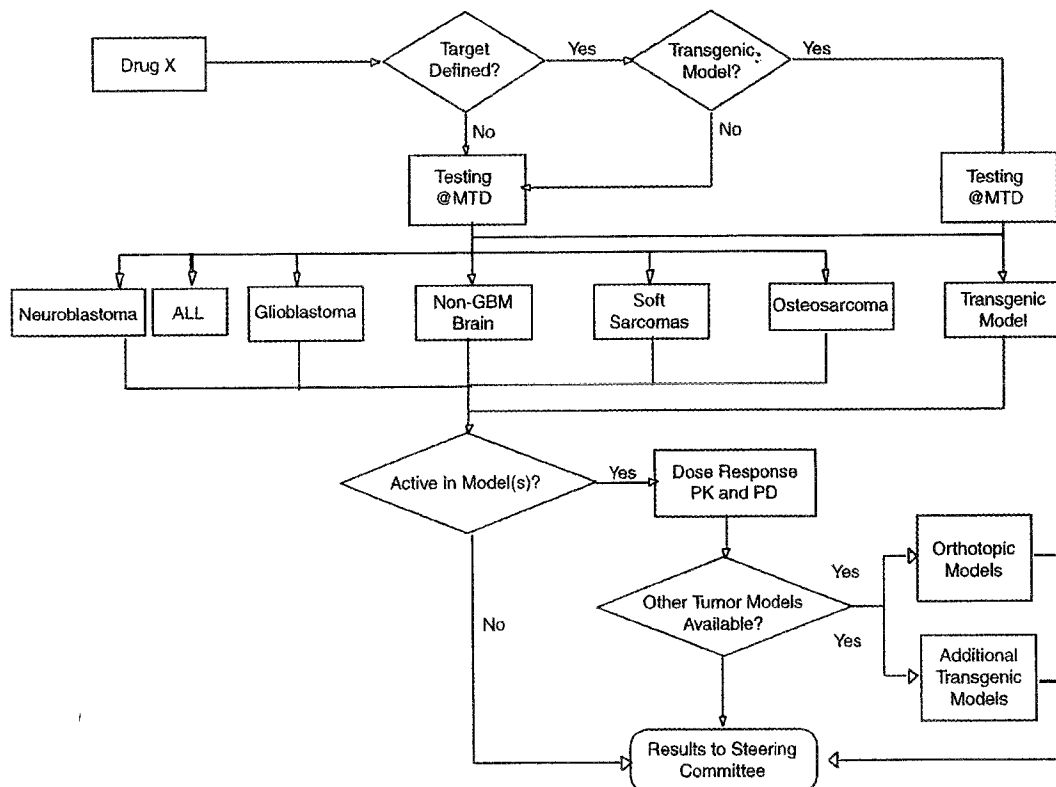 Drug X
Target
Defined?
Yes
Transgenic
Model?
Yes
No
No
Testing
@MTD
Testing
@MTD
Neuroblastoma
ALL
Glioblastoma
Non-GBM
Brain
Soft
Sarcomas
Osteosarcoma
Transgenic
Model
Active in Model(s)?
Yes
Dose Response
PK and PD
Orthotopic
Models
Yes
Other Tumor Models
Available?
No
Yes
Additional
Transgenic
Models
Results to Steering
Committee